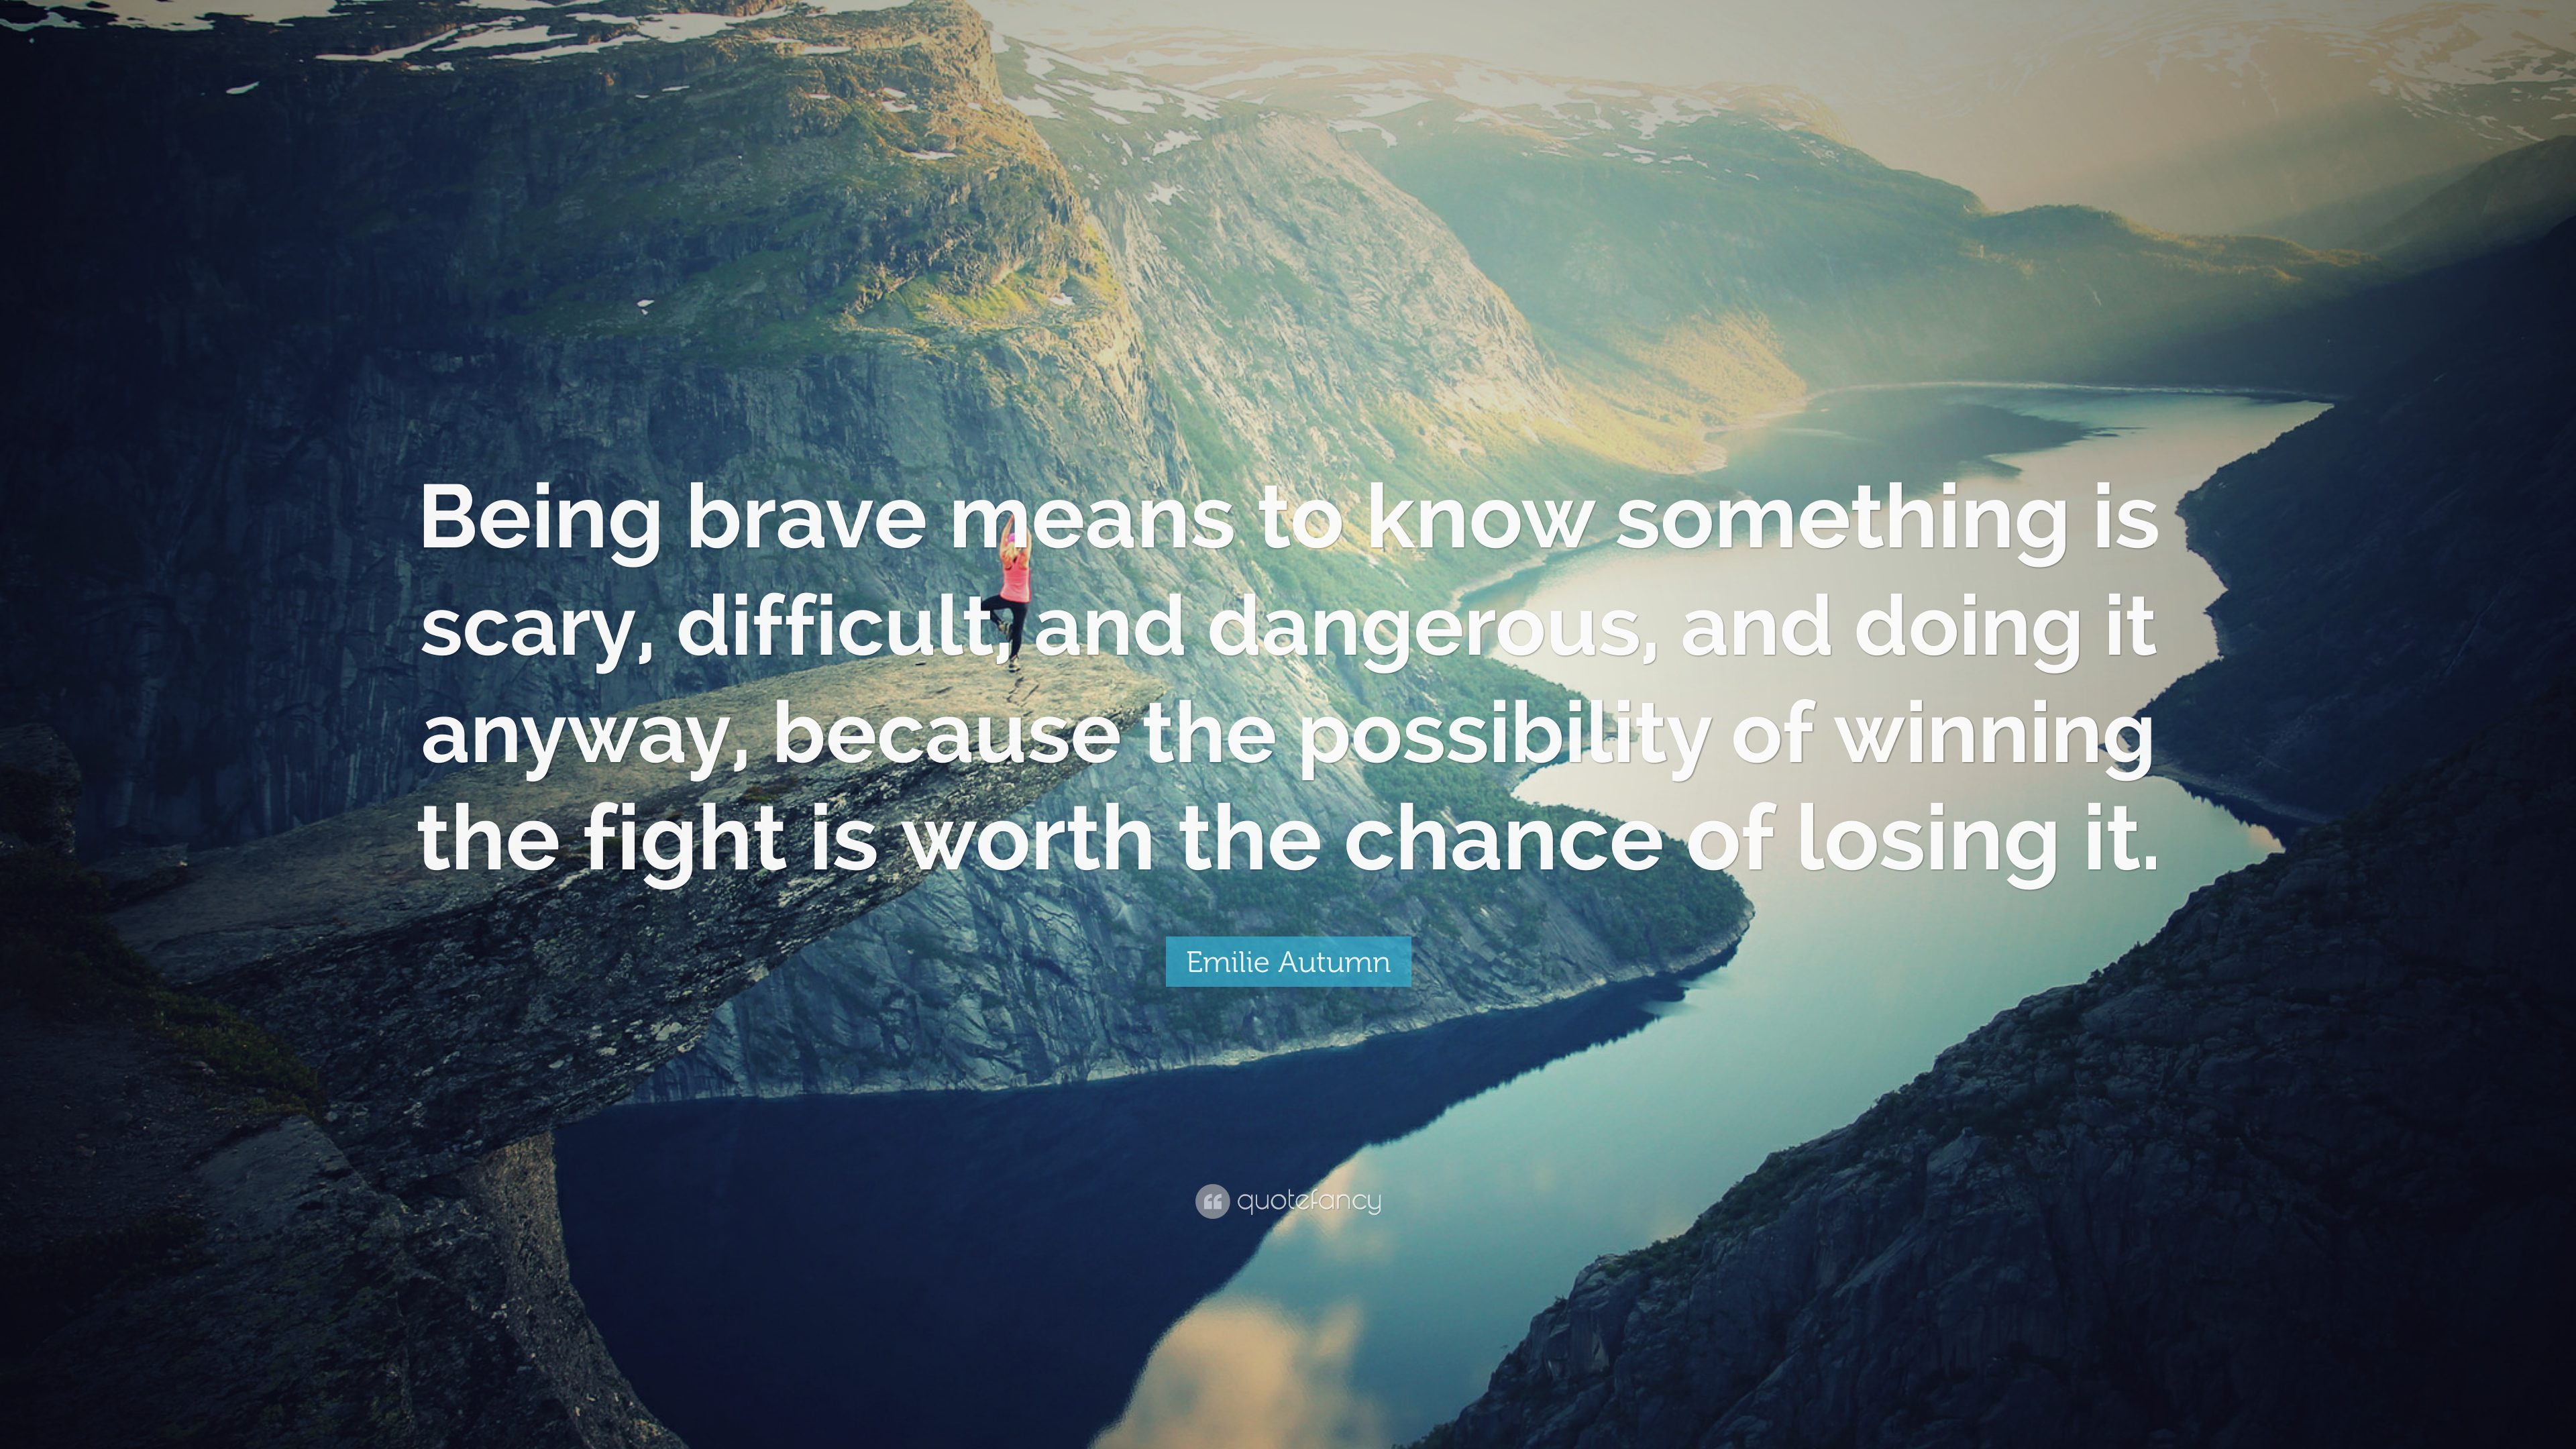 Being brave means to know something is
scary, difficult, and dangerous, and doing it
anyway, because the possibility of winning
the fight is worth the chance of losing it.
Emilie Autumn
quotefancy